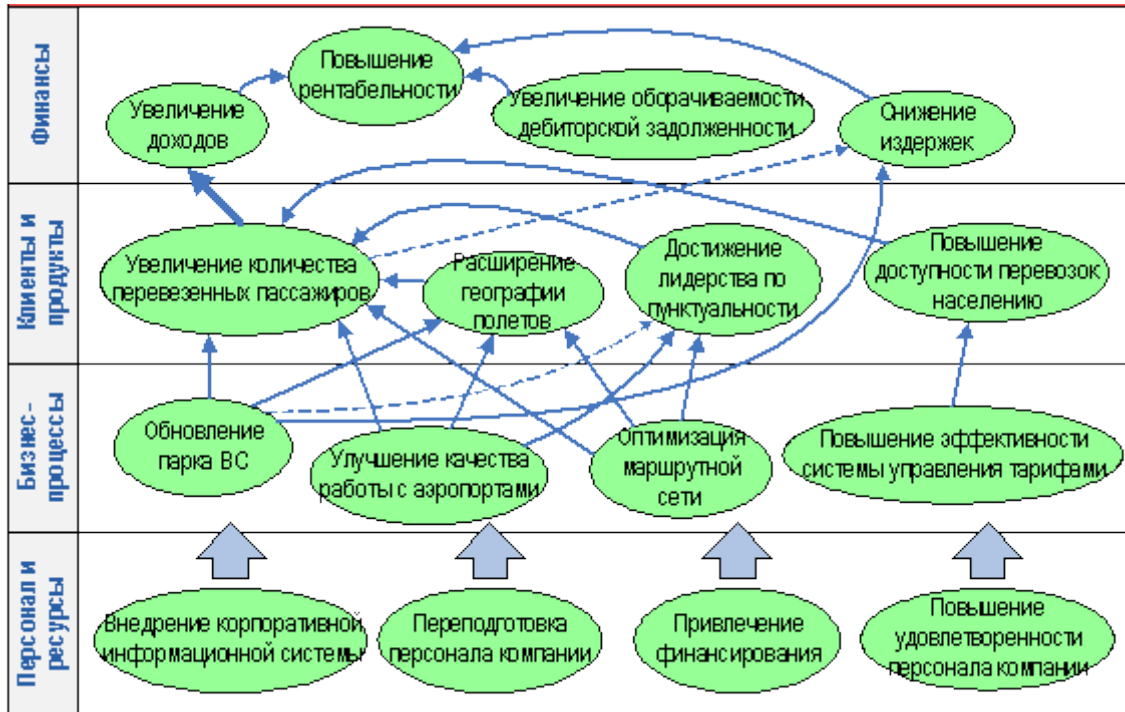 Финансы
Повышение
рентабельности
Увеличение
доходов
Увеличение оборачиваемости
дебиторской задолженности
Снижение
издержек
Клиенты и
продукты
Увеличение количества
перевезенных пассажиров
Расширение
географии
полетов
Достижение
лидерства по
пунктуальности
Повышение
доступности перевозок
населению
Бизнес-
процессы
Обновление
парка ВС
Улучшение качества
работы с аэропортами
Оптимизация
маршрутной
сети
Повышение эффективности
системы управления тарифами
Персонал и
ресурсы
Внедрение корпоративной
информационной системы
Переподготовка
персонала компании
Привлечение
финансирования
Повышение
удовлетворенности
персонала компании